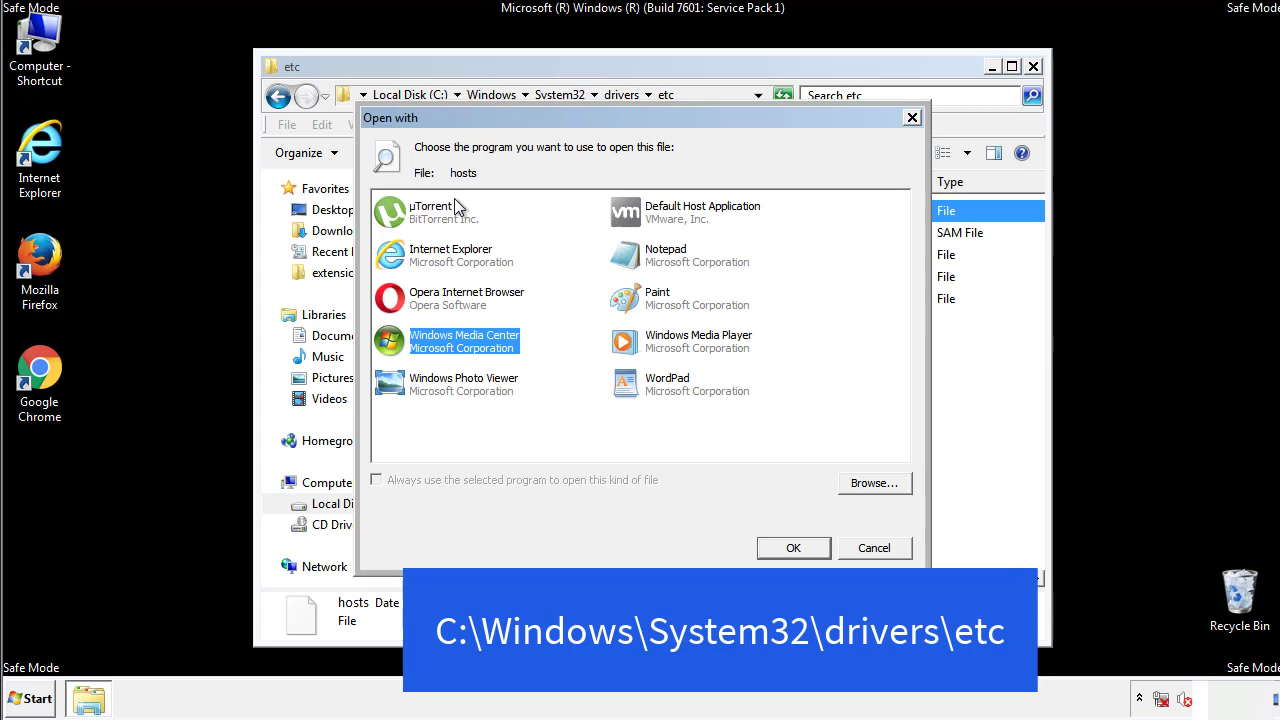 Safe Mode
Microsoft (R) Windows (R) (Build 7601: Service Pack 1)
Safe Mode
Computer -
Shortcut
Internet
Explorer
Mozilla
Firefox
Google
Chrome
etc
Local Disk (C:)
Windows
System32
drivers
etc
Search etc
File
Edit
V
Organize
Favorites
Desktop
Downlo
Recent
extensio
Libraries
Docume
Music
Pictures
Videos
Homegro
Compute
Local Di
CD Drive
Network
Type
File
SAM File
File
File
File
Open with
Choose the program you want to use to open this file:
File: hosts
µTorrent
BitTorrent Inc.
Default Host Application
VMware, Inc.
Internet Explorer
Microsoft Corporation
Notepad
Microsoft Corporation
Opera Internet Browser
Opera Software
Paint
Microsoft Corporation
Windows Media Center
Microsoft Corporation
Windows Media Player
Microsoft Corporation
Windows Photo Viewer
Microsoft Corporation
WordPad
Microsoft Corporation
Always use the selected program to open this kind of file
Browse...
OK
Cancel
hosts Date
File
C:\Windows\System32\drivers\etc
Recycle Bin
Safe Mode
Safe Mode
Start